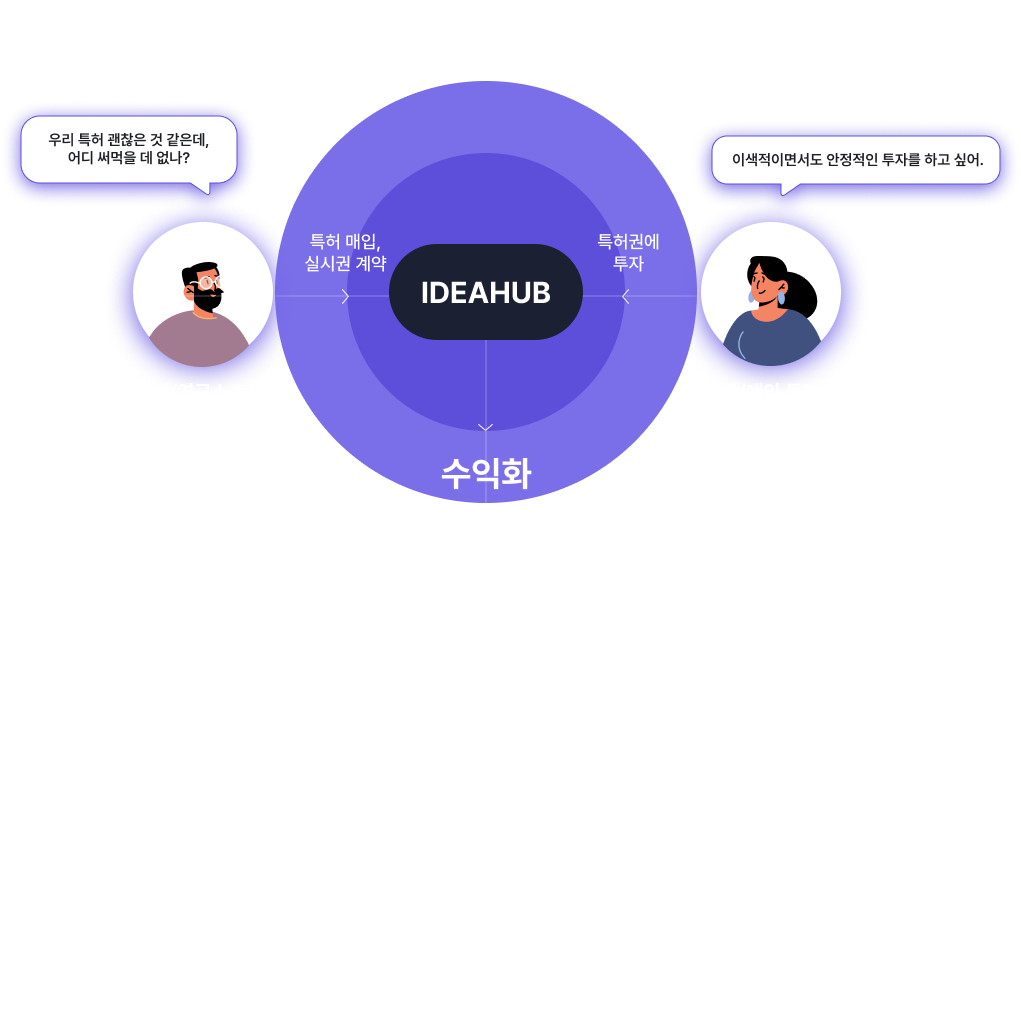 우리 특허 괜찮은 것 같은데,
어디 써먹을 데 없나?
이색적이면서도 안정적인 투자를 하고 싶어.
특허 매입,
실시권 계약
특허권에
투자
IDEAHUB
수익화